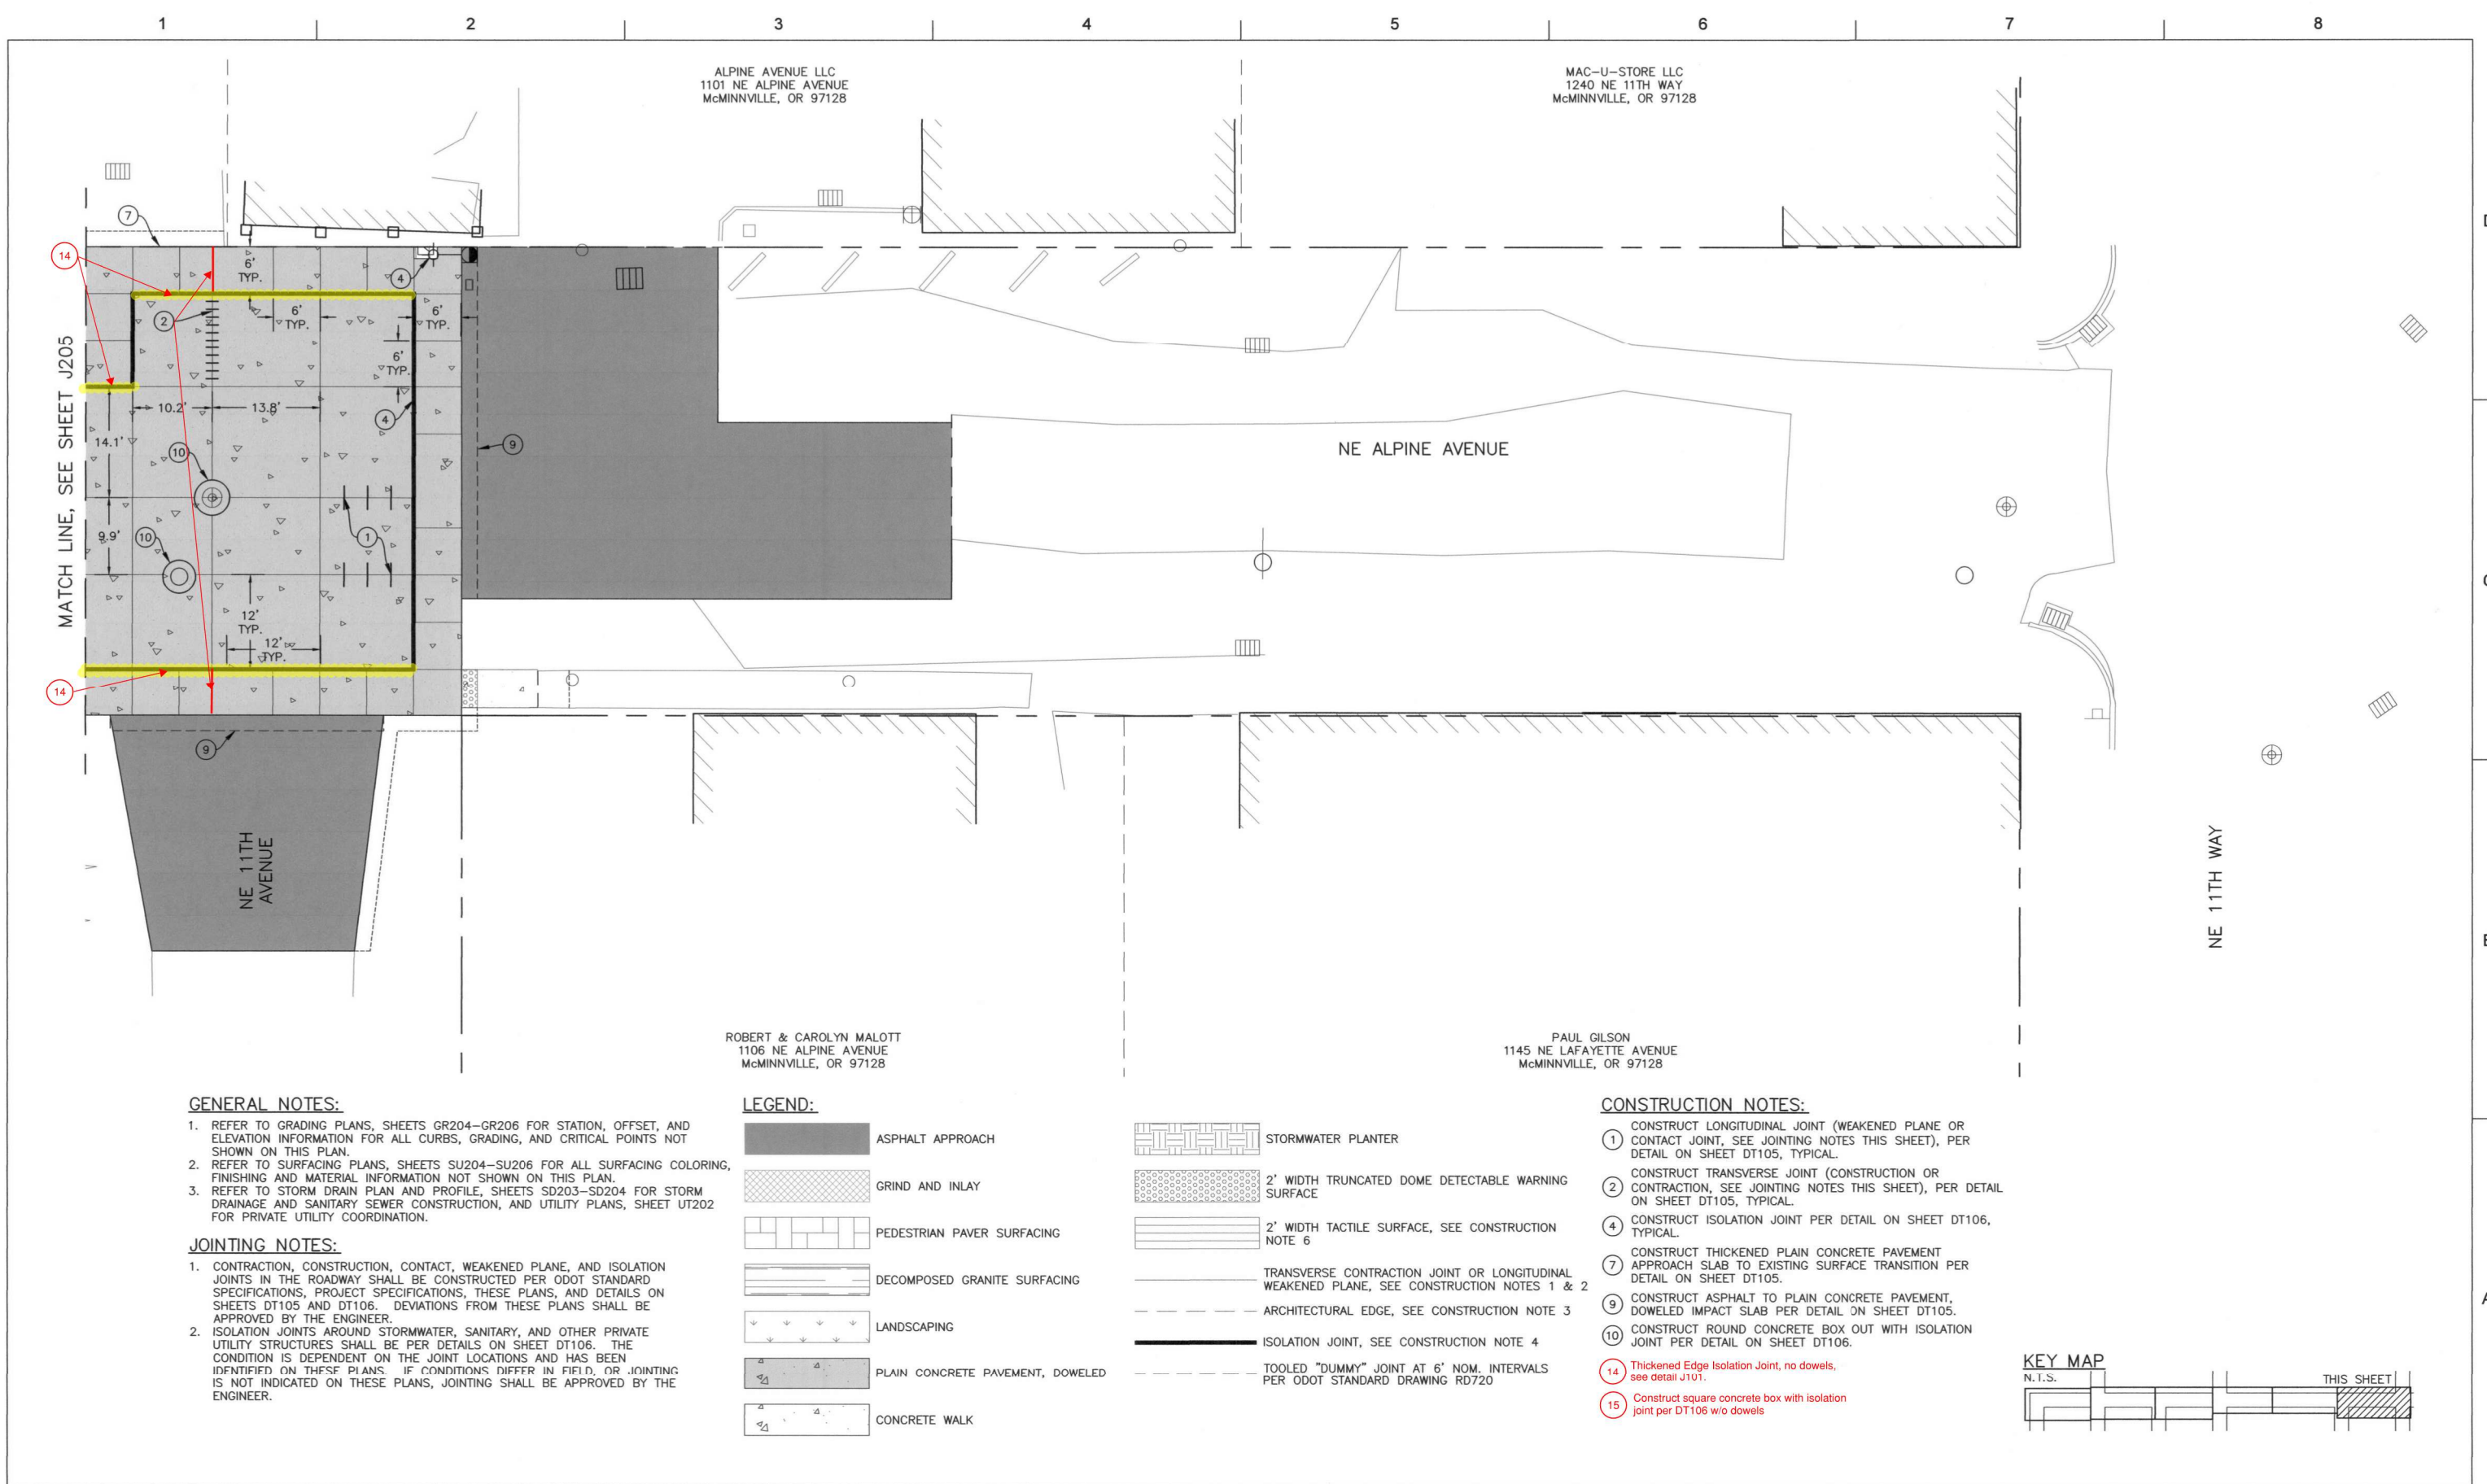 1 2 3 4 5 6 7 8
ALPINE AVENUE LLC
1101 NE ALPINE AVENUE
McMINNVILLE, OR 97128
MAC-U-STORE LLC
1240 NE 11TH WAY
McMINNVILLE, OR 97128
7
14
4
6'
TYP.
2
6'
TYP.
6'
TYP.
6'
TYP.
MATCH LINE, SEE SHEET J205
10.2'
13.8'
4
14.1'
9
10
NE ALPINE AVENUE
9.9'
10
1
12'
TYP.
12'
TYP.
14
9
NE 11TH
AVENUE
NE 11TH WAY
ROBERT & CAROLYN MALOTT
1106 NE ALPINE AVENUE
McMINNVILLE, OR 97128
PAUL GILSON
1145 NE LAFAYETTE AVENUE
McMINNVILLE, OR 97128
GENERAL NOTES:
1. REFER TO GRADING PLANS, SHEETS GR204-GR206 FOR STATION, OFFSET, AND
ELEVATION INFORMATION FOR ALL CURBS, GRADING, AND CRITICAL POINTS NOT
SHOWN ON THIS PLAN.
2. REFER TO SURFACING PLANS, SHEETS SU204-SU206 FOR ALL SURFACING COLORING,
FINISHING AND MATERIAL INFORMATION NOT SHOWN ON THIS PLAN.
3. REFER TO STORM DRAIN PLAN AND PROFILE, SHEETS SD203-SD204 FOR STORM
DRAINAGE AND SANITARY SEWER CONSTRUCTION, AND UTILITY PLANS, SHEET UT202
FOR PRIVATE UTILITY COORDINATION.
JOINTING NOTES:
1. CONTRACTION, CONSTRUCTION, CONTACT, WEAKENED PLANE, AND ISOLATION
JOINTS IN THE ROADWAY SHALL BE CONSTRUCTED PER ODOT STANDARD
SPECIFICATIONS, PROJECT SPECIFICATIONS, THESE PLANS, AND DETAILS ON
SHEETS DT105 AND DT106. DEVIATIONS FROM THESE PLANS SHALL BE
APPROVED BY THE ENGINEER.
2. ISOLATION JOINTS AROUND STORMWATER, SANITARY, AND OTHER PRIVATE
UTILITY STRUCTURES SHALL BE PER DETAILS ON SHEET DT106. THE
CONDITION IS DEPENDENT ON THE JOINT LOCATIONS AND HAS BEEN
IDENTIFIED ON THESE PLANS. IF CONDITIONS DIFFER IN FIELD, OR JOINTING
IS NOT INDICATED ON THESE PLANS, JOINTING SHALL BE APPROVED BY THE
ENGINEER.
LEGEND:
ASPHALT APPROACH
GRIND AND INLAY
PEDESTRIAN PAVER SURFACING
DECOMPOSED GRANITE SURFACING
LANDSCAPING
PLAIN CONCRETE PAVEMENT, DOWELED
CONCRETE WALK
STORMWATER PLANTER
2' WIDTH TRUNCATED DOME DETECTABLE WARNING
SURFACE
2' WIDTH TACTILE SURFACE, SEE CONSTRUCTION
NOTE 6
TRANSVERSE CONTRACTION JOINT OR LONGITUDINAL
WEAKENED PLANE, SEE CONSTRUCTION NOTES 1 & 2
ARCHITECTURAL EDGE, SEE CONSTRUCTION NOTE 3
ISOLATION JOINT, SEE CONSTRUCTION NOTE 4
TOOLED "DUMMY" JOINT AT 6' NOM. INTERVALS
PER ODOT STANDARD DRAWING RD720
CONSTRUCTION NOTES:
1 CONSTRUCT LONGITUDINAL JOINT (WEAKENED PLANE OR
CONTACT JOINT, SEE JOINTING NOTES THIS SHEET), PER
DETAIL ON SHEET DT105, TYPICAL.
2 CONSTRUCT TRANSVERSE JOINT (CONSTRUCTION OR
CONTRACTION, SEE JOINTING NOTES THIS SHEET), PER DETAIL
ON SHEET DT105, TYPICAL.
4 CONSTRUCT ISOLATION JOINT PER DETAIL ON SHEET DT106,
TYPICAL.
7 CONSTRUCT THICKENED PLAIN CONCRETE PAVEMENT
APPROACH SLAB TO EXISTING SURFACE TRANSITION PER
DETAIL ON SHEET DT105.
9 CONSTRUCT ASPHALT TO PLAIN CONCRETE PAVEMENT,
DOWELED IMPACT SLAB PER DETAIL ON SHEET DT105.
10 CONSTRUCT ROUND CONCRETE BOX OUT WITH ISOLATION
JOINT PER DETAIL ON SHEET DT106.
14 Thickened Edge Isolation Joint, no dowels,
see detail J101.
15 Construct square concrete box with isolation
joint per DT106 w/o dowels
KEY MAP
N.T.S.
THIS SHEET